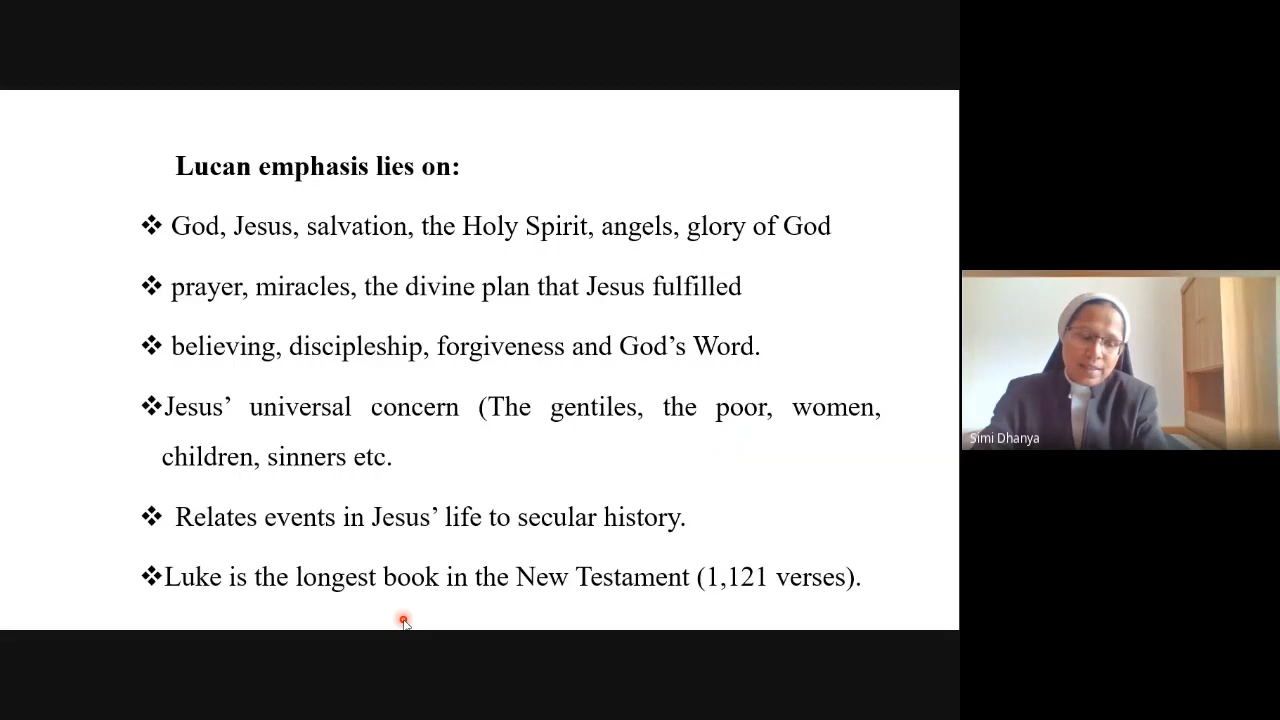 Lucan emphasis lies on:
❖ God, Jesus, salvation, the Holy Spirit, angels, glory of God
❖ prayer, miracles, the divine plan that Jesus fulfilled
❖ believing, discipleship, forgiveness and God’s Word.
❖Jesus’ universal concern (The gentiles, the poor, women,
children, sinners etc.
❖ Relates events in Jesus’ life to secular history.
❖Luke is the longest book in the New Testament (1,121 verses).
Simi Dhanya